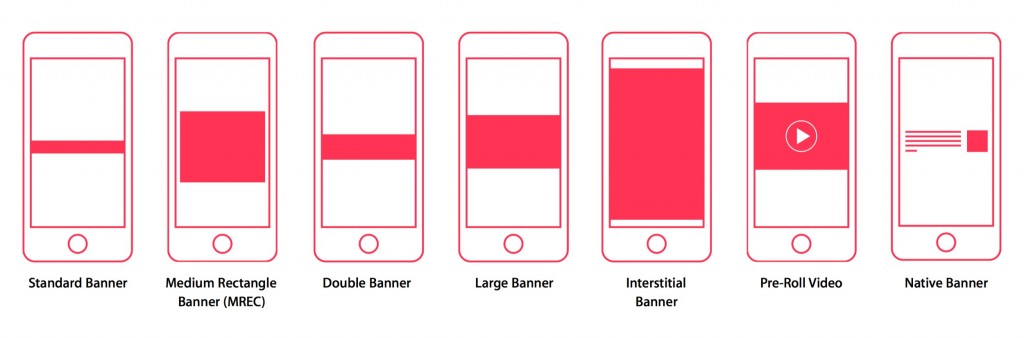 Standard Banner
Medium Rectangle
Banner (MREC)
Double Banner
Large Banner
Interstitial
Banner
Pre-Roll Video
Native Banner